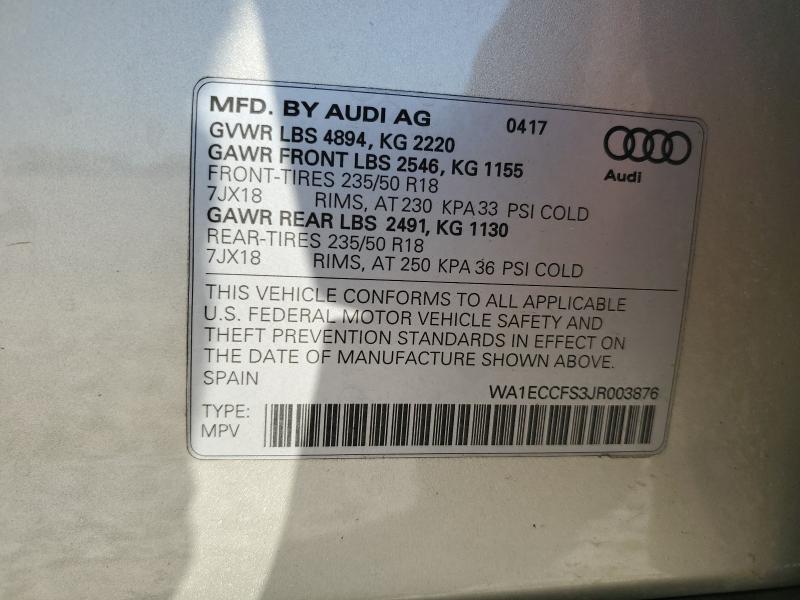 MFD. BY AUDI AG 0417
GVWR LBS 4894, KG 2220
GAWR FRONT LBS 2546, KG 1155
Audi
FRONT-TIRES 235/50 R18
7JX18 RIMS, AT 230 KPA 33 PSI COLD
GAWR REAR LBS 2491, KG 1130
REAR-TIRES 235/50 R18
7JX18 RIMS, AT 250 KPA 36 PSI COLD
THIS VEHICLE CONFORMS TO ALL APPLICABLE
U.S. FEDERAL MOTOR VEHICLE SAFETY AND
THEFT PREVENTION STANDARDS IN EFFECT ON
THE DATE OF MANUFACTURE SHOWN ABOVE.
SPAIN
WA1ECCFS3JR003876
TYPE:
MPV